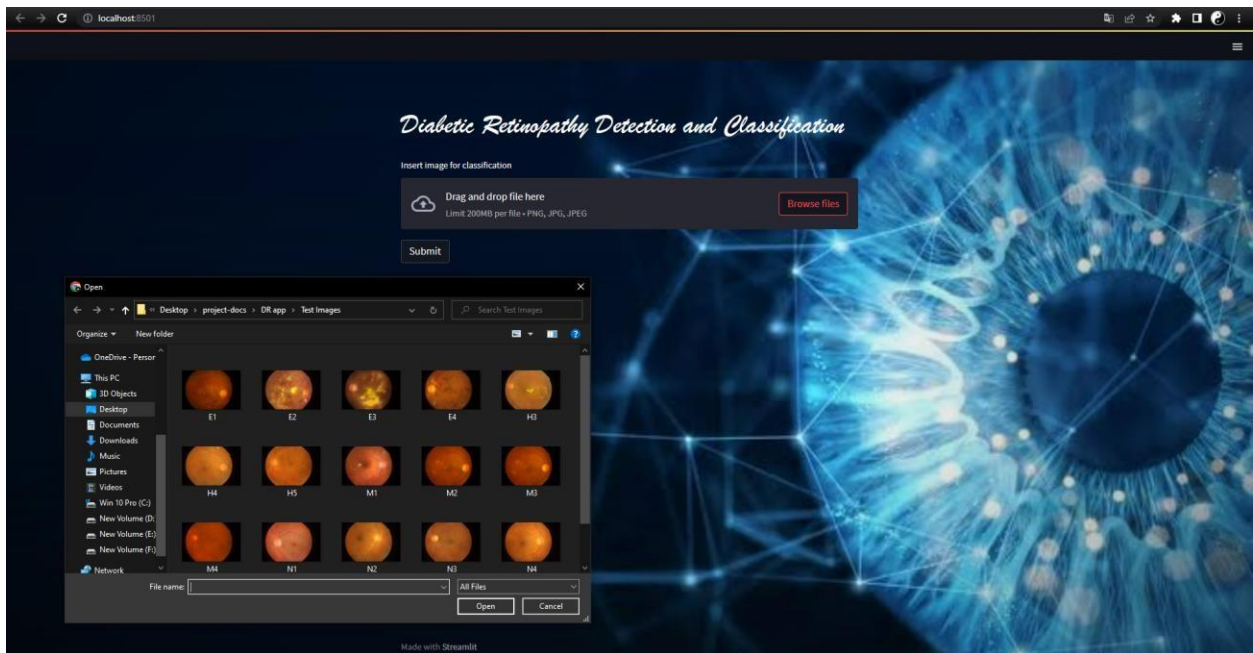 localhost:8501
Diabetic Retinopathy Detection and Classification
Insert image for classification
Drag and drop file here
Limit 200MB per file • PNG, JPG, JPEG
Browse files
Submit
Open
« Desktop › project-docs › DR app › Test Images
Search Test Images
Organize
New folder
OneDrive - Persor
This PC
3D Objects
Desktop
Documents
Downloads
Music
Pictures
Videos
Win 10 Pro (C:)
New Volume (D:
New Volume (E:)
New Volume (F:)
Network
E1 E2 E3 E4 H3
H4 H5 M1 M2 M3
M4 N1 N2 N3 N4
File name:
All Files
Open
Cancel
Made with Streamlit